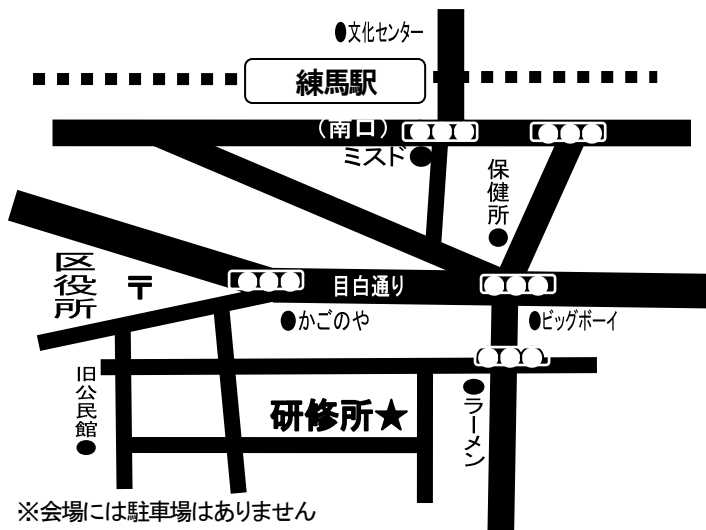 文化センター
練馬駅
（南口）
ミスド
保健所
区役所
〒
目白通り
かごのや
ビッグボーイ
旧公民館
研修所★
ラーメン
※会場には駐車場はありません